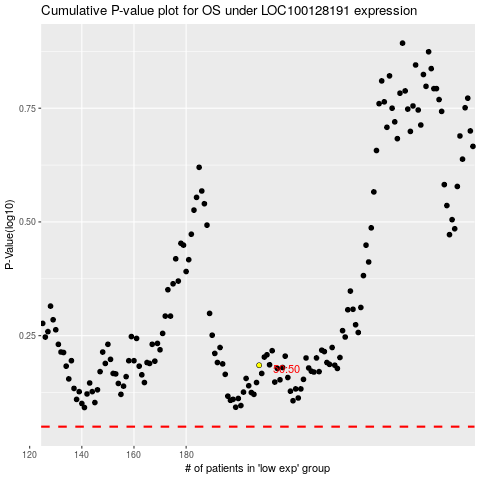 Cumulative P-value plot for OS under LOC100128191 expression
P-Value(log10)
0.75
0.50
0.25
50:50
120
140
160
180
# of patients in 'low exp' group